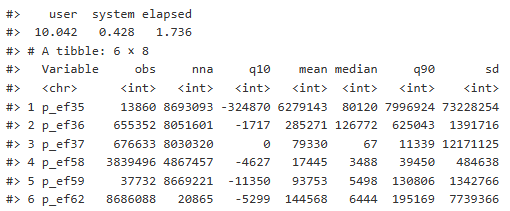 #>    user  system elapsed
#>  10.042   0.428   1.736
#> # A tibble: 6 × 8
#>   Variable     obs     nna     q10    mean median     q90       sd
#>   <chr>      <int>   <int>   <int>   <int>  <int>   <int>    <int>
#> 1 p_ef35     13860 8693093 -324870 6279143  80120 7996924 73228254
#> 2 p_ef36    655352 8051601   -1717  285271 126772  625043  1391716
#> 3 p_ef37    676633 8030320       0   79330     67   11339 12171125
#> 4 p_ef58   3839496 4867457   -4627   17445   3488   39450   484638
#> 5 p_ef59     37732 8669221  -11350   93753   5498  130806  1342766
#> 6 p_ef62   8686088   20865   -5299  144568   6444  195169  7739366